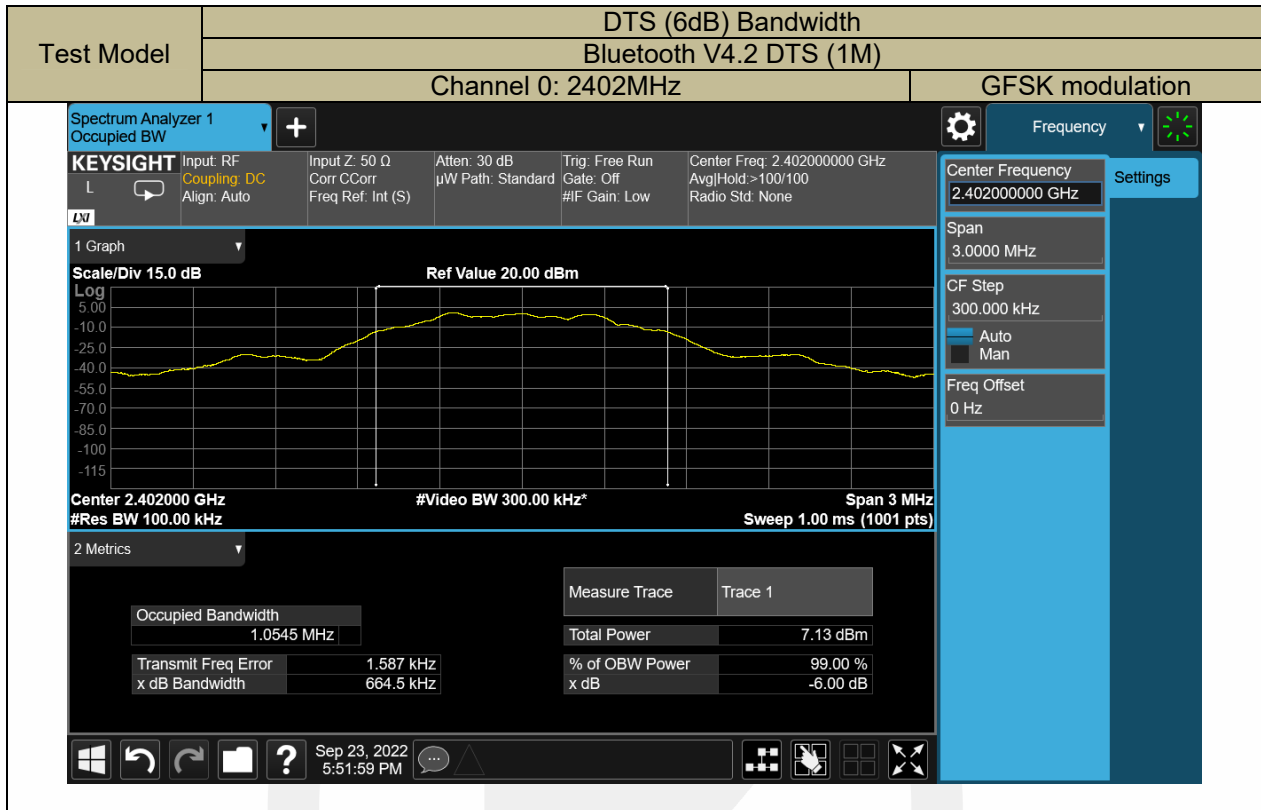 Test Model
DTS (6dB) Bandwidth
Bluetooth V4.2 DTS (1M)
Channel 0: 2402MHz
GFSK modulation
Spectrum Analyzer 1
Occupied BW
Frequency
KEYSIGHT
L
LXI
Input: RF
Coupling: DC
Align: Auto
Input Z: 50 Ω
Corr CCorr
Freq Ref: Int (S)
Atten: 30 dB
µW Path: Standard
Trig: Free Run
Gate: Off
#IF Gain: Low
Center Freq: 2.402000000 GHz
Avg|Hold:>100/100
Radio Std: None
Center Frequency
2.402000000 GHz
Settings
Span
3.0000 MHz
CF Step
300.000 kHz
Auto
Man
Freq Offset
0 Hz
1 Graph
Scale/Div 15.0 dB
Ref Value 20.00 dBm
Log
5.00
-10.0
-25.0
-40.0
-55.0
-70.0
-85.0
-100
-115
Center 2.402000 GHz
#Video BW 300.00 kHz*
Span 3 MHz
#Res BW 100.00 kHz
Sweep 1.00 ms (1001 pts)
2 Metrics
Measure Trace Trace 1
Occupied Bandwidth
1.0545 MHz
Total Power 7.13 dBm
Transmit Freq Error 1.587 kHz
% of OBW Power 99.00 %
x dB Bandwidth 664.5 kHz
x dB -6.00 dB
?
Sep 23, 2022
5:51:59 PM